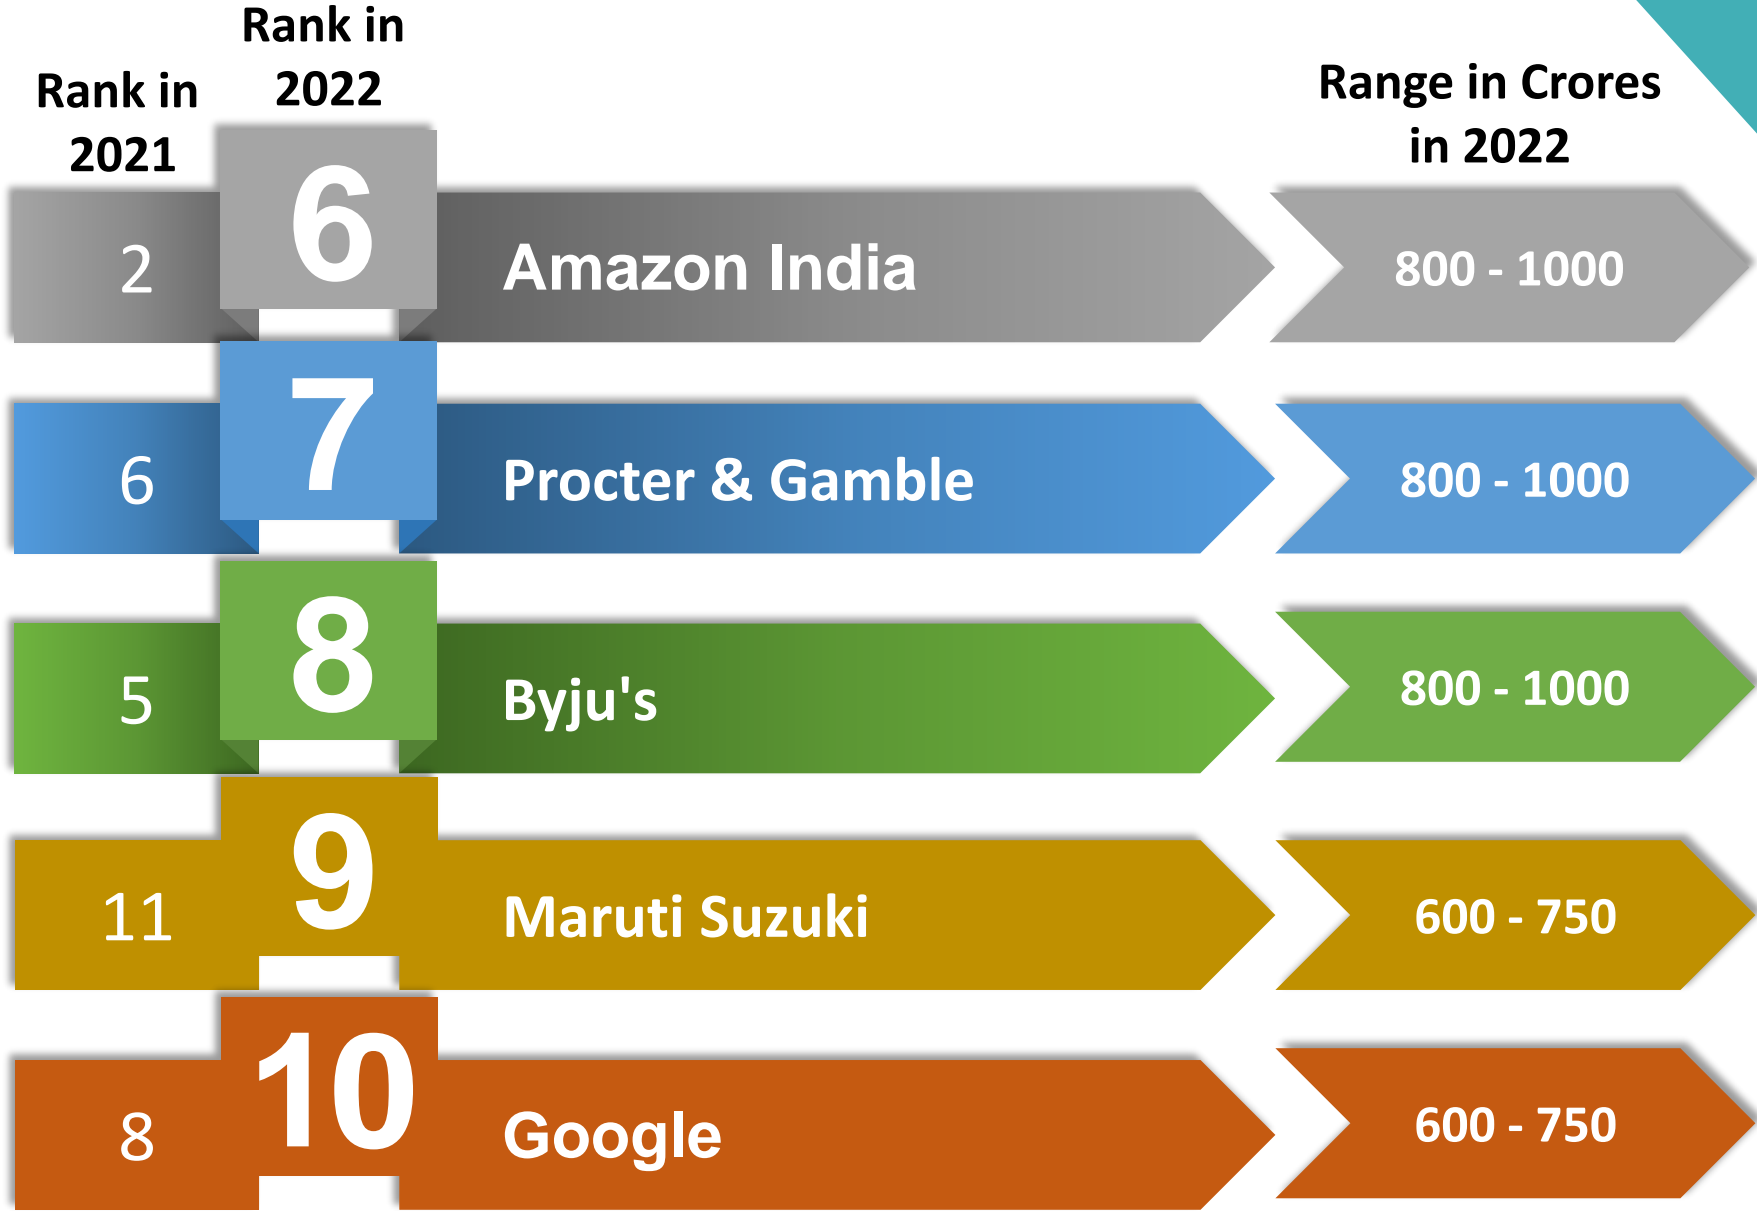 Rank in
2021
Rank in
2022
Range in Crores
in 2022
2
6
Amazon India
800 - 1000
6
7
Procter & Gamble
800 - 1000
5
8
Byju's
800 - 1000
11
9
Maruti Suzuki
600 - 750
8
10
Google
600 - 750